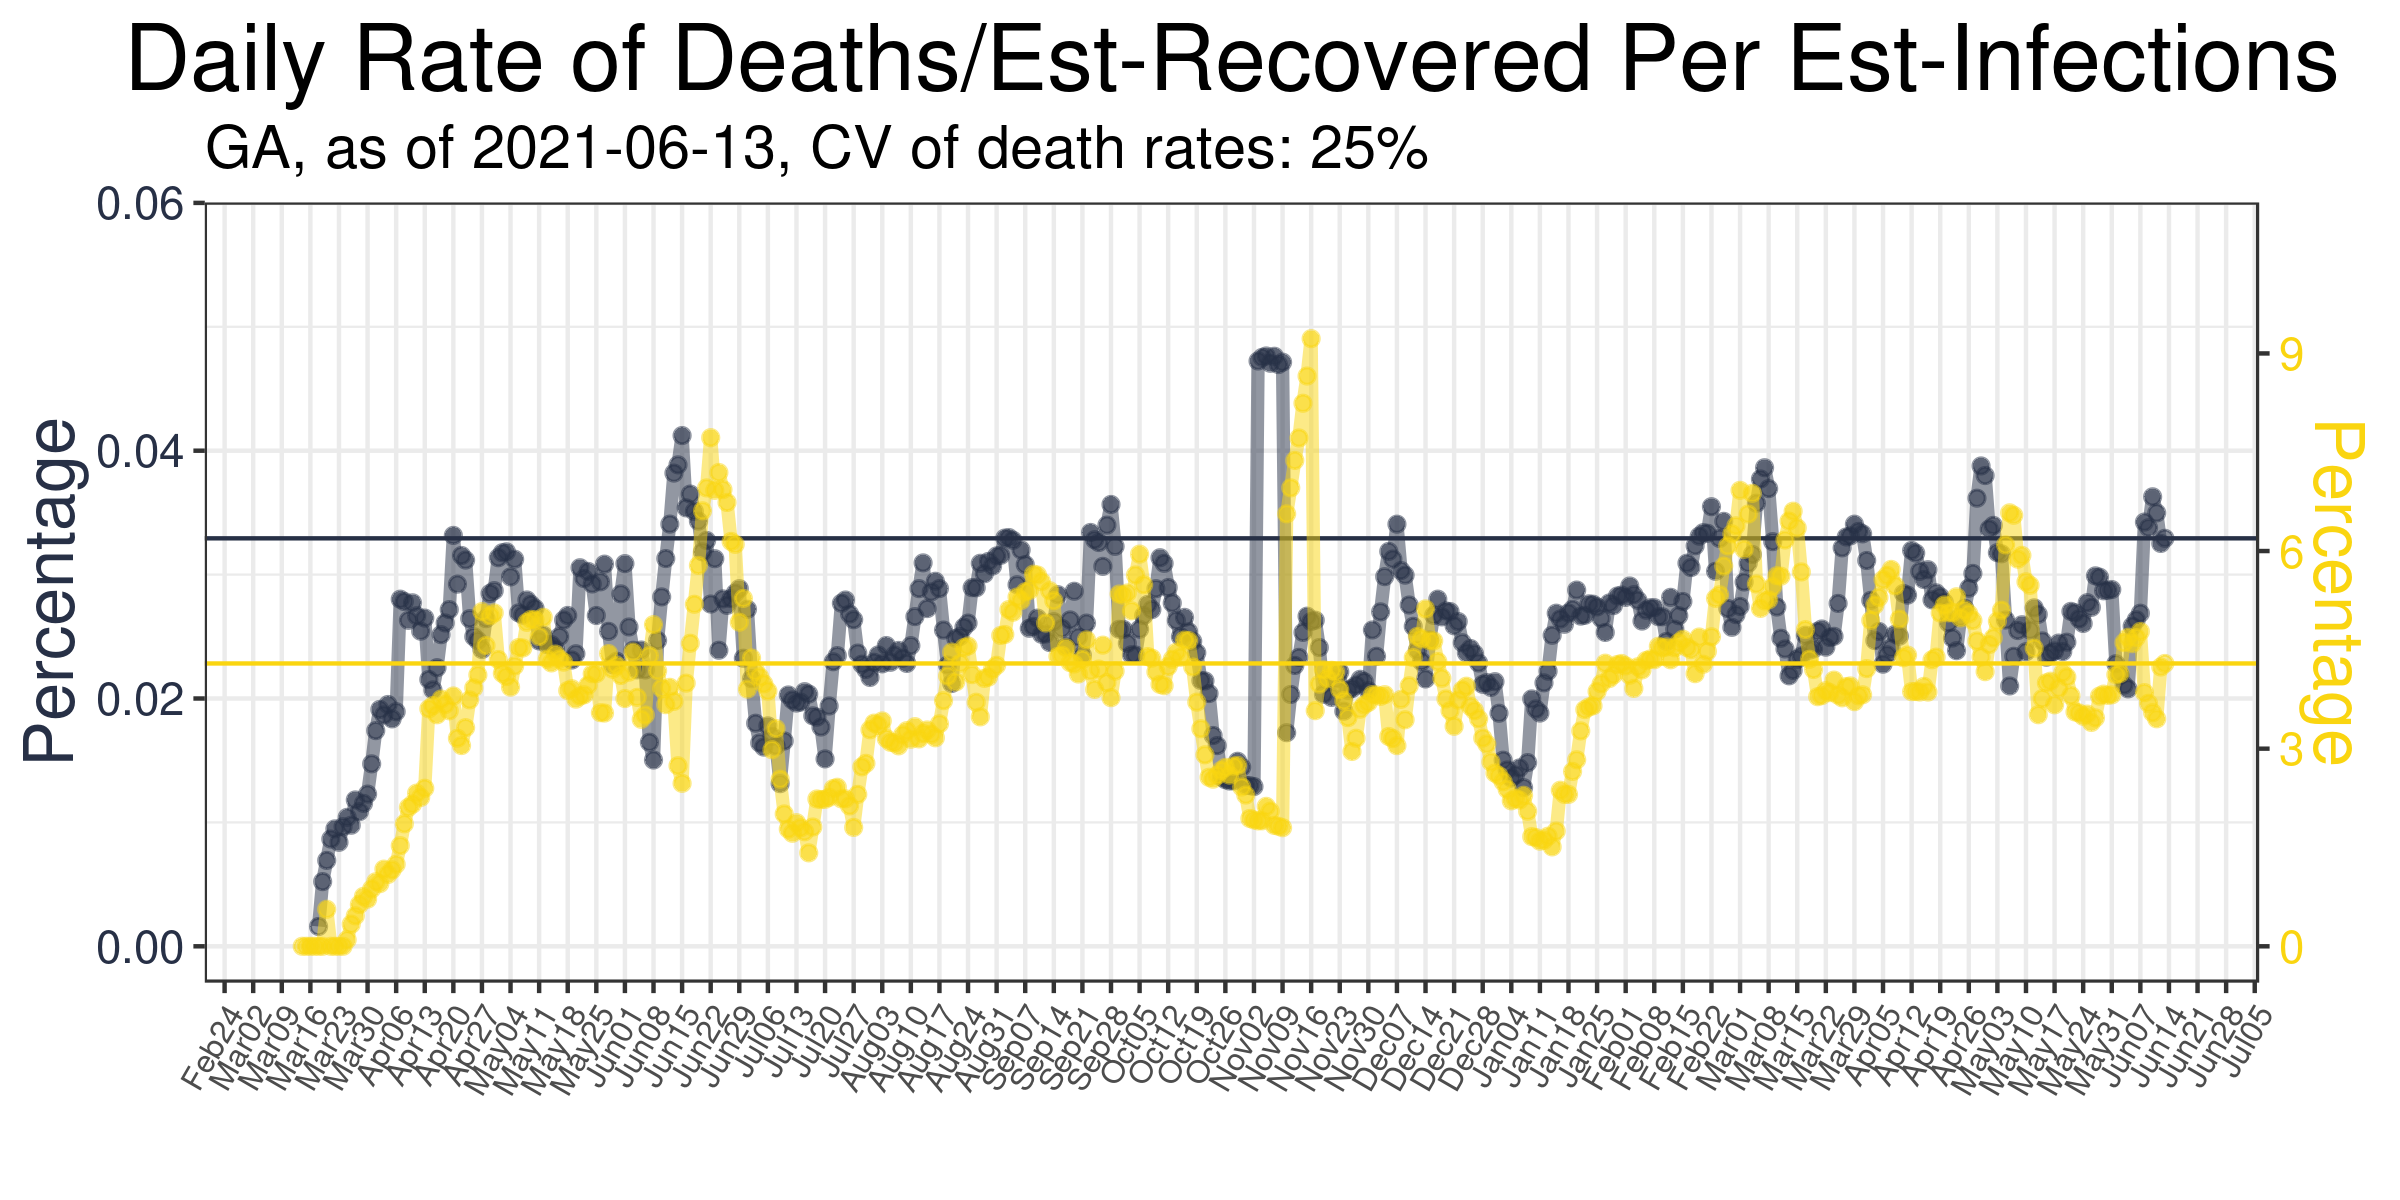 Daily Rate of Deaths/Est-Recovered Per Est-Infections
GA, as of 2021-06-13, CV of death rates: 25%
Percentage
0.06
0.04
0.02
0.00
9
6
3
0
Percentage
Feb24
Mar02
Mar09
Mar16
Mar23
Mar30
Apr06
Apr13
Apr20
Apr27
May04
May11
May18
May25
Jun01
Jun08
Jun15
Jun22
Jun29
Jul06
Jul13
Jul20
Jul27
Aug03
Aug10
Aug17
Aug24
Aug31
Sep07
Sep14
Sep21
Sep28
Oct05
Oct12
Oct19
Oct26
Nov02
Nov09
Nov16
Nov23
Nov30
Dec07
Dec14
Dec21
Dec28
Jan04
Jan11
Jan18
Jan25
Feb01
Feb08
Feb15
Feb22
Mar01
Mar08
Mar15
Mar22
Mar29
Apr05
Apr12
Apr19
Apr26
May03
May10
May17
May24
May31
Jun07
Jun14
Jun21
Jun28
Jul05